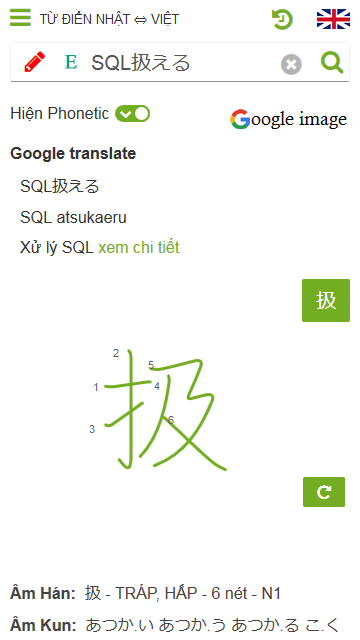 TỪ ĐIỂN NHẬT ⇔ VIỆT
E SQL扱える
Hiện Phonetic
Google image
Google translate
SQL扱える
SQL atsukaeru
Xử lý SQL xem chi tiết
扱
扱
1
2
3
4
5
6
Âm Hán: 扱 - TRÁP, HẤP - 6 nét - N1
Âm Kun: あつか.い あつか.う あつか.る こ.く